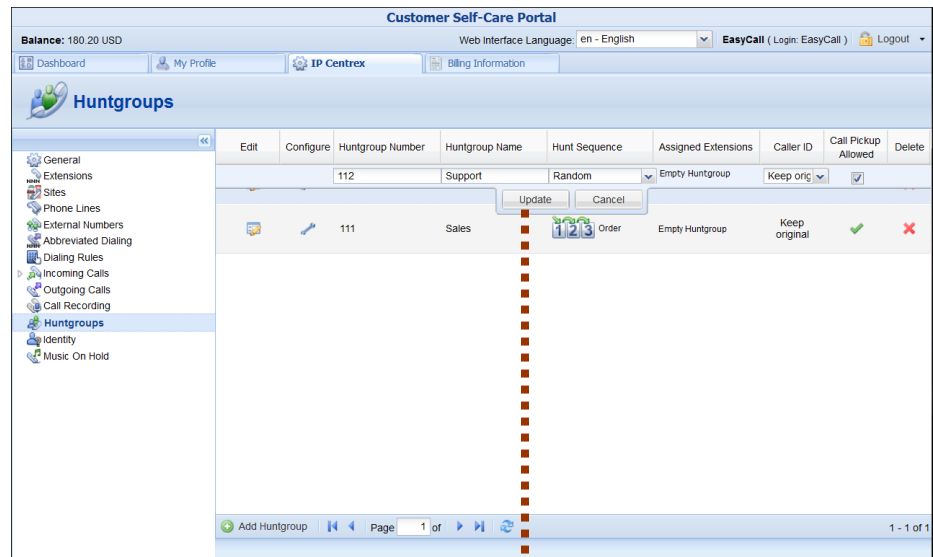 Customer Self-Care Portal
Balance: 180.20 USD Web Interface Language: en - English EasyCall ( Login: EasyCall ) Logout
Dashboard My Profile IP Centrex Billing Information
Huntgroups
General
Extensions
Sites
Phone Lines
External Numbers
Abbreviated Dialing
Dialing Rules
Incoming Calls
Outgoing Calls
Call Recording
Huntgroups
Identity
Music On Hold
Edit Configure Huntgroup Number Huntgroup Name Hunt Sequence Assigned Extensions Caller ID Call Pickup Allowed Delete
112 Support Random Empty Huntgroup Keep orig
Update Cancel
111 Sales 123 Order Empty Huntgroup Keep original
Add Huntgroup Page 1 of 1 - 1 of 1